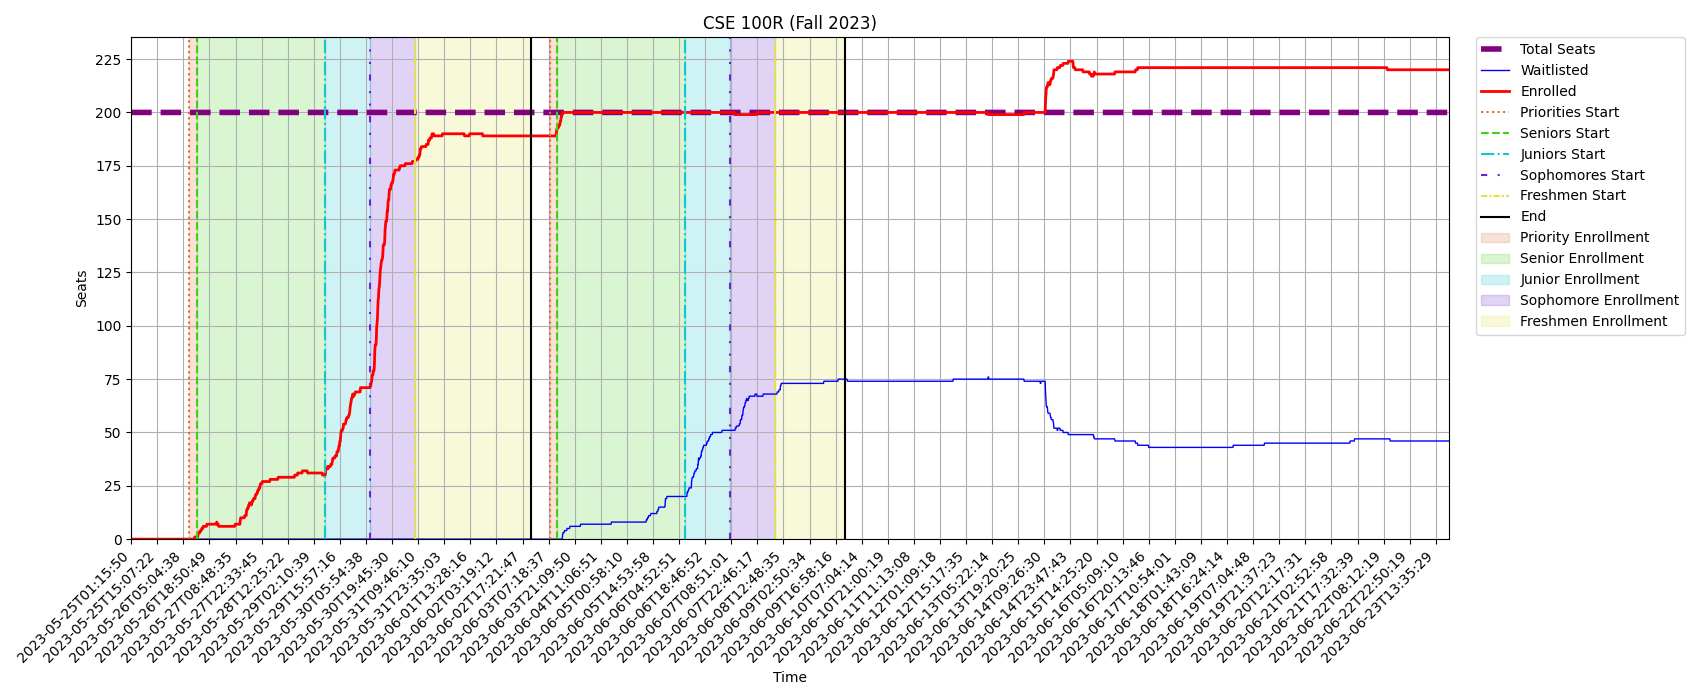 CSE 100R (Fall 2023)
Seats
225
200
175
150
125
100
75
50
25
0
2023-05-25T01:15:50
2023-05-25T15:07:22
2023-05-26T05:04:38
2023-05-26T18:50:49
2023-05-27T08:48:35
2023-05-27T22:33:45
2023-05-28T12:25:22
2023-05-29T02:10:39
2023-05-29T15:57:16
2023-05-30T05:54:38
2023-05-30T19:45:30
2023-05-31T09:46:10
2023-05-31T23:35:03
2023-06-01T13:28:16
2023-06-02T03:19:12
2023-06-02T17:21:47
2023-06-03T07:18:37
2023-06-03T21:09:50
2023-06-04T11:06:51
2023-06-05T00:58:10
2023-06-05T14:53:58
2023-06-06T04:52:51
2023-06-06T18:46:52
2023-06-07T08:51:01
2023-06-07T22:46:17
2023-06-08T12:48:35
2023-06-09T02:50:34
2023-06-09T16:58:16
2023-06-10T07:04:14
2023-06-10T21:00:19
2023-06-11T11:13:08
2023-06-12T01:09:18
2023-06-12T15:17:35
2023-06-13T05:22:14
2023-06-13T19:20:25
2023-06-14T09:26:30
2023-06-14T23:47:43
2023-06-15T14:25:20
2023-06-16T05:09:10
2023-06-16T20:13:46
2023-06-17T10:54:01
2023-06-18T01:43:09
2023-06-18T16:24:14
2023-06-19T07:04:48
2023-06-19T21:37:23
2023-06-20T12:17:31
2023-06-21T02:52:58
2023-06-21T17:32:39
2023-06-22T08:12:19
2023-06-22T22:50:19
2023-06-23T13:35:29
Time
Total Seats
Waitlisted
Enrolled
Priorities Start
Seniors Start
Juniors Start
Sophomores Start
Freshmen Start
End
Priority Enrollment
Senior Enrollment
Junior Enrollment
Sophomore Enrollment
Freshmen Enrollment